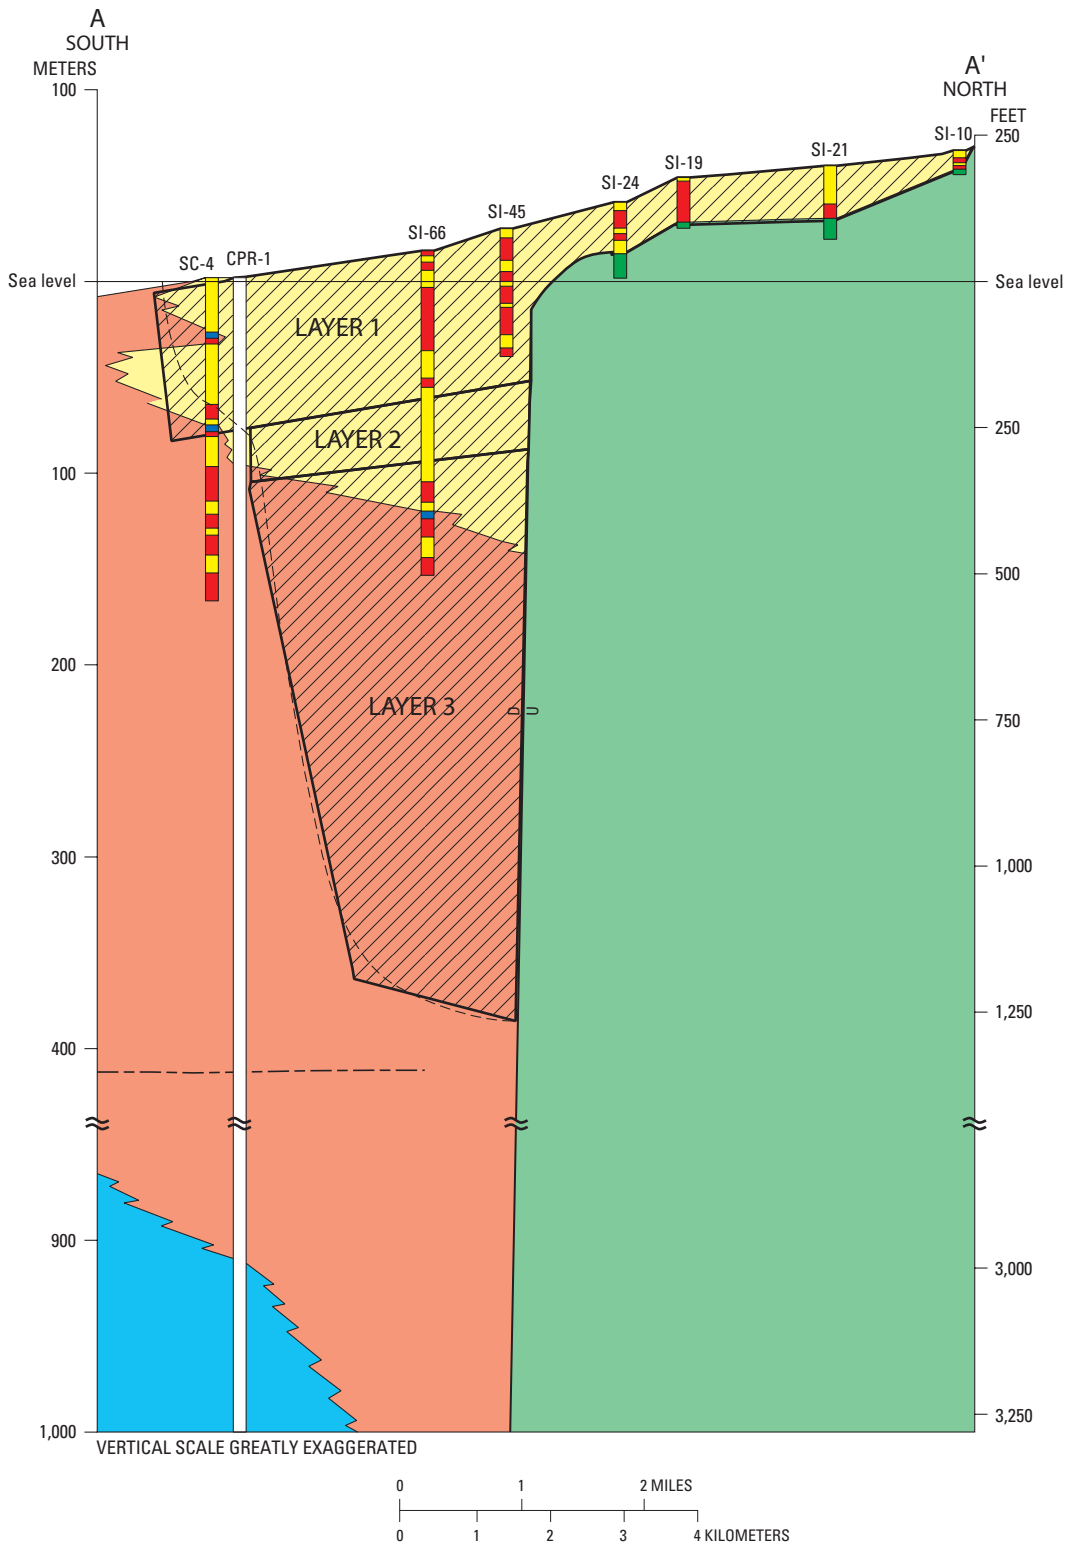 A
SOUTH
METERS
A'
NORTH
FEET
100
250
SI-10
SI-21
SI-19
SI-24
SI-45
SI-66
SC-4
CPR-1
Sea level
Sea level
LAYER 1
LAYER 2
250
100
500
200
LAYER 3
D
U
750
300
1,000
1,250
400
900
3,000
3,250
1,000
VERTICAL SCALE GREATLY EXAGGERATED
0 1 2 MILES
0 1 2 3 4 KILOMETERS